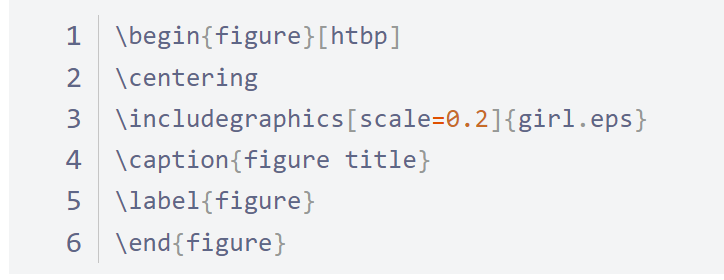 1 \begin{figure}[htbp]
2 \centering
3 \includegraphics[scale=0.2]{girl.eps}
4 \caption{figure title}
5 \label{figure}
6 \end{figure}